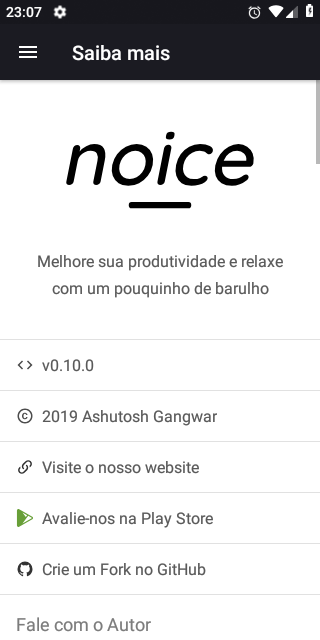 23:07
Saiba mais
noice
Melhore sua produtividade e relaxe
com um pouquinho de barulho
v0.10.0
2019 Ashutosh Gangwar
Visite o nosso website
Avalie-nos na Play Store
Crie um Fork no GitHub
Fale com o Autor